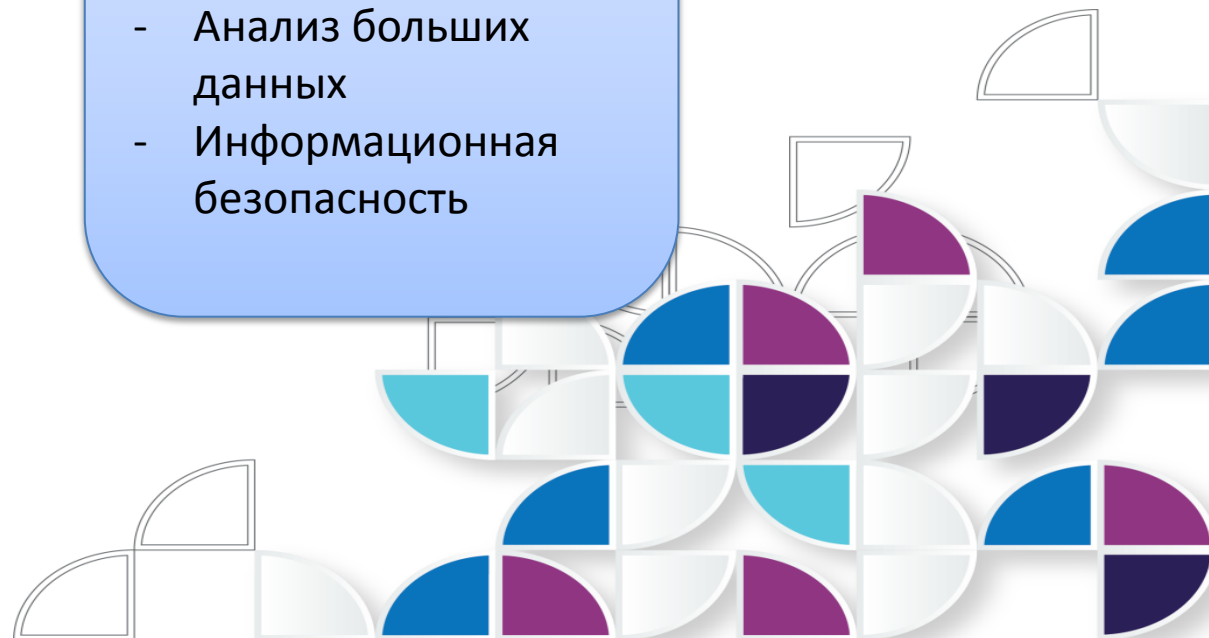 - Анализ больших
данных
- Информационная
безопасность